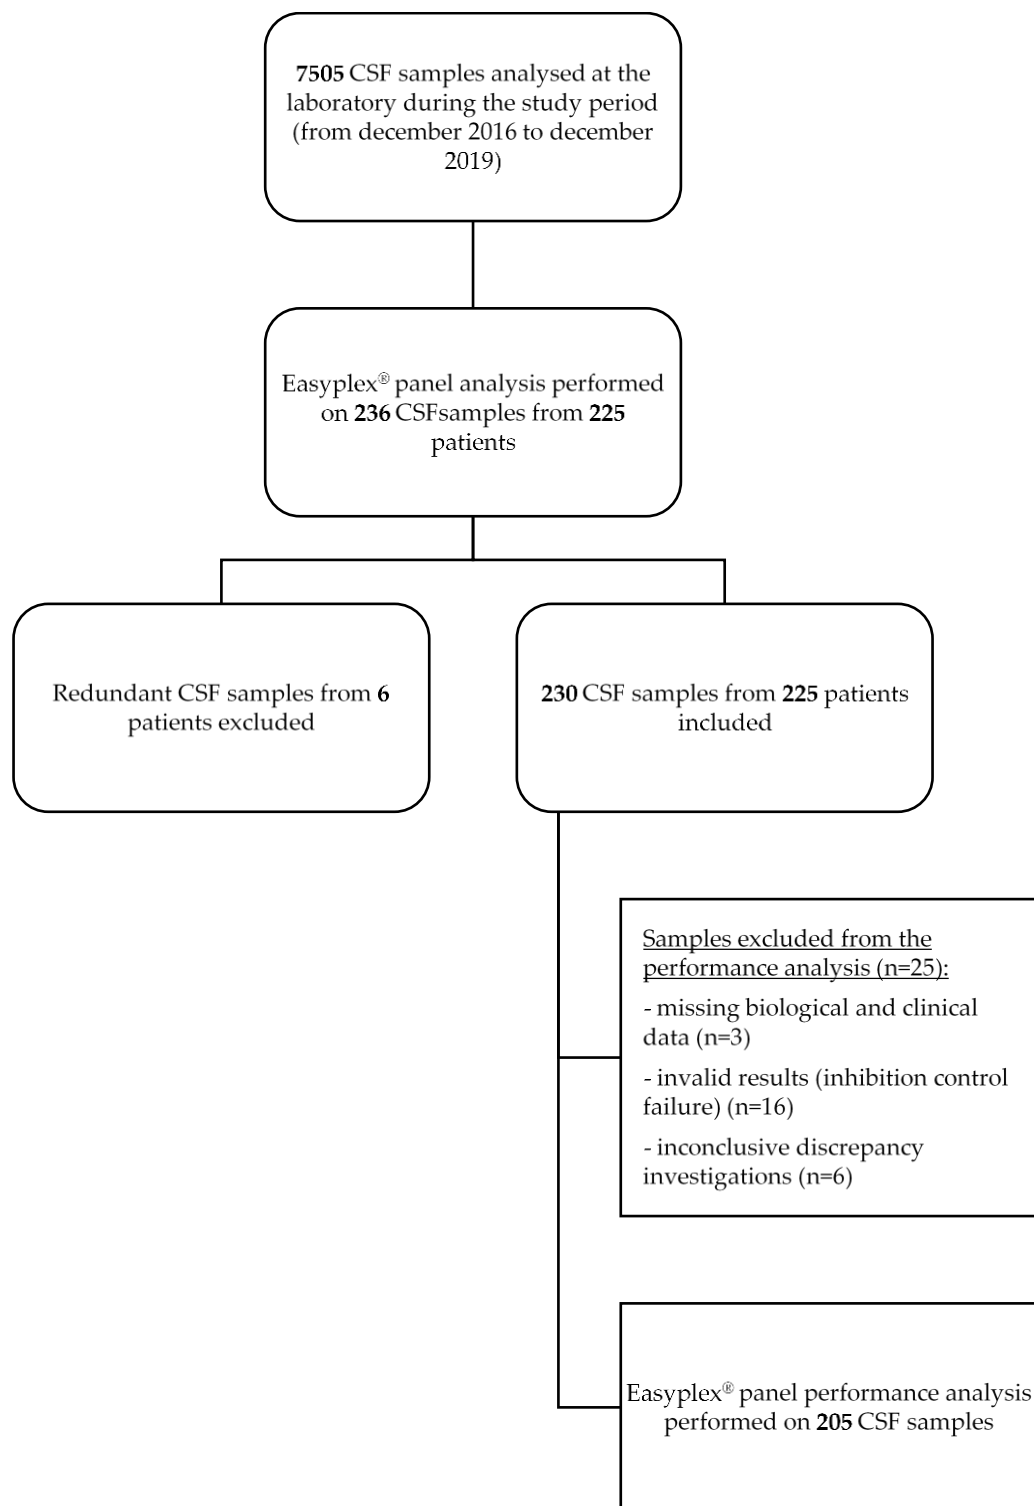 7505 CSF samples analysed at the
laboratory during the study period
(from december 2016 to december
2019)
Easyplex® panel analysis performed
on 236 CSFsamples from 225
patients
Redundant CSF samples from 6
patients excluded
230 CSF samples from 225 patients
included
Samples excluded from the
performance analysis (n=25):
- missing biological and clinical
data (n=3)
- invalid results (inhibition control
failure) (n=16)
- inconclusive discrepancy
investigations (n=6)
Easyplex® panel performance analysis
performed on 205 CSF samples